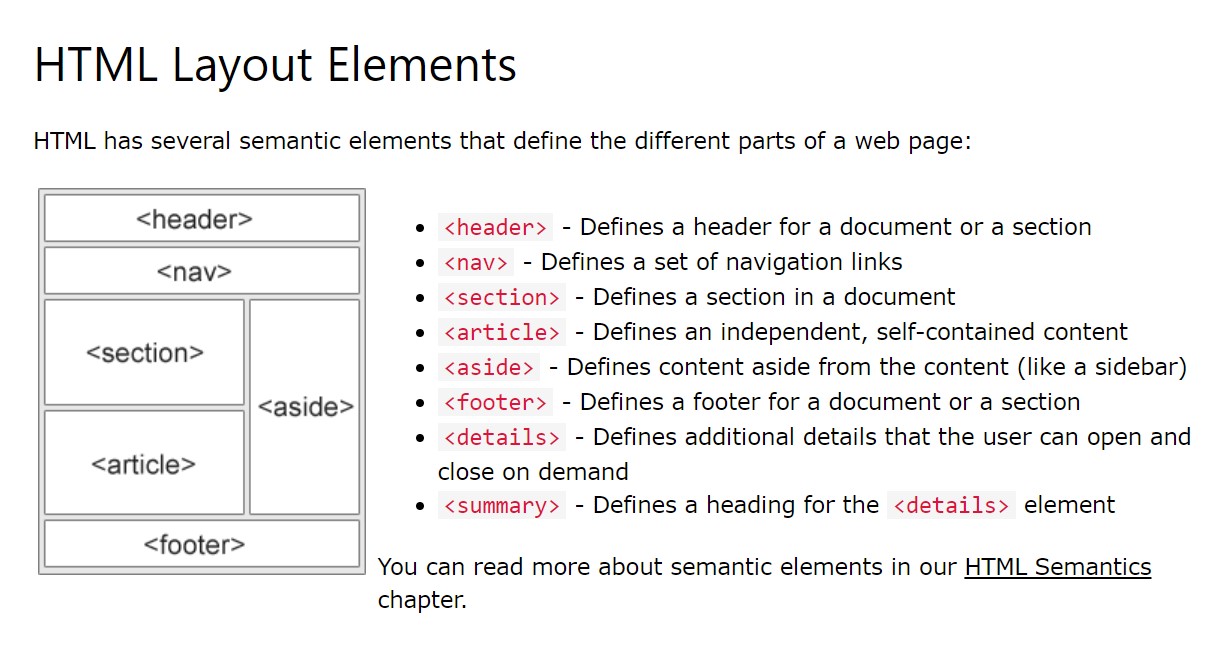 HTML Layout Elements
HTML has several semantic elements that define the different parts of a web page:
<header>
<nav>
<section>
<aside>
<article>
<footer>
• <header> - Defines a header for a document or a section
• <nav> - Defines a set of navigation links
• <section> - Defines a section in a document
• <article> - Defines an independent, self-contained content
• <aside> - Defines content aside from the content (like a sidebar)
• <footer> - Defines a footer for a document or a section
• <details> - Defines additional details that the user can open and
close on demand
• <summary> - Defines a heading for the <details> element
You can read more about semantic elements in our HTML Semantics
chapter.